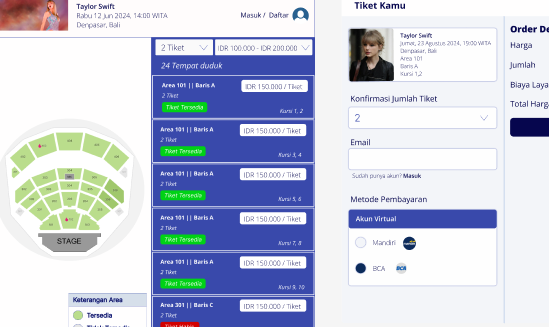 Taylor Swift
Rabu 12 Jun 2024, 14:00 WITA
Denpasar, Bali
Masuk / Daftar
2 Tiket
IDR 100.000 - IDR 200.000
24 Tempat duduk
Area 101 || Baris A
IDR 150.000 / Tiket
2 Tiket
Tiket Tersedia
Kursi 1, 2
Area 101 || Baris A
IDR 150.000 / Tiket
2 Tiket
Tiket Tersedia
Kursi 3, 4
Area 101 || Baris A
IDR 150.000 / Tiket
2 Tiket
Tiket Tersedia
Kursi 5, 6
Area 101 || Baris A
IDR 150.000 / Tiket
2 Tiket
Tiket Tersedia
Kursi 7, 8
Area 101 || Baris A
IDR 150.000 / Tiket
2 Tiket
Tiket Tersedia
Kursi 9, 10
Area 301 || Baris C
IDR 150.000 / Tiket
2 Tiket
STAGE
Keterangan Area
Tersedia
Tiket Kamu
Taylor Swift
Jumat, 23 Agustus 2024, 19:00 WITA
Denpasar, Bali
Area 101
Baris A
Kursi 1,2
Konfirmasi Jumlah Tiket
2
Email
Sudah punya akun? Masuk
Metode Pembayaran
Akun Virtual
Mandiri
BCA
BCA
Order De
Harga
Jumlah
Biaya Laya
Total Harg